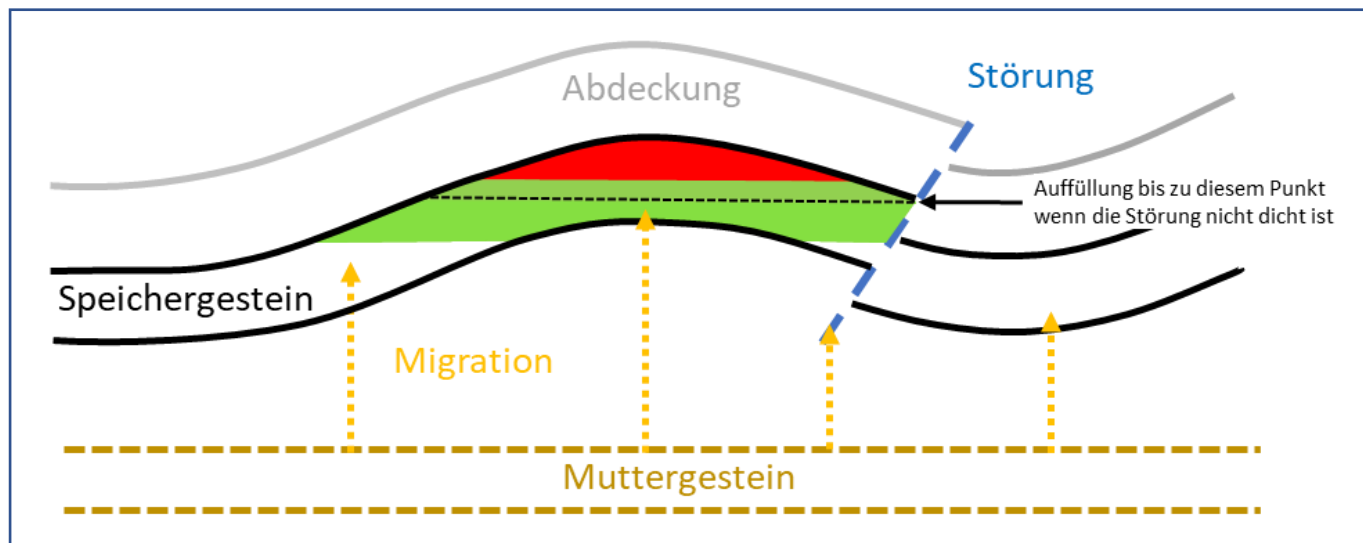 Abdeckung
Störung
Auffüllung bis zu diesem Punkt
wenn die Störung nicht dicht ist
Speichergestein
Migration
Muttergestein